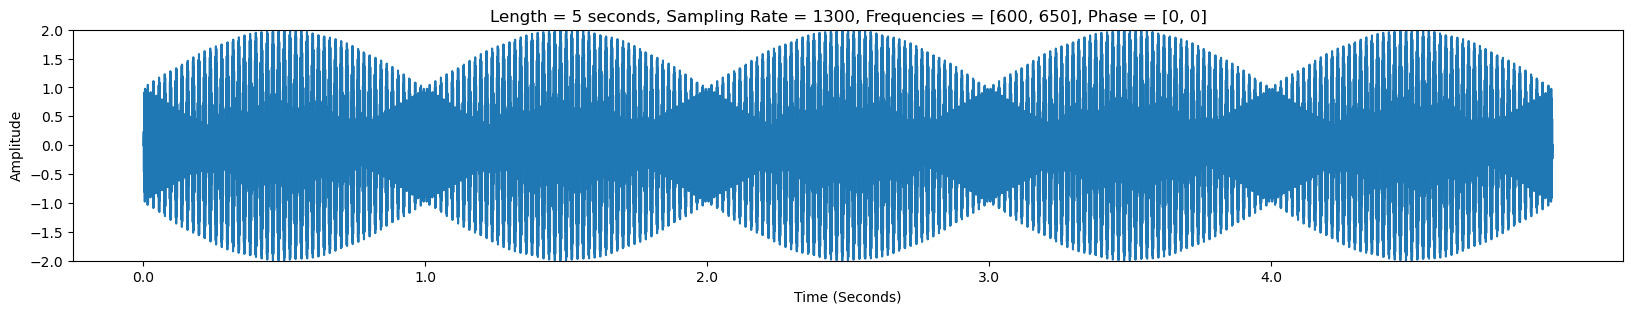 Length = 5 seconds, Sampling Rate = 1300, Frequencies = [600, 650], Phase = [0, 0]
2.0
1.5
1.0
0.5
0.0
−0.5
−1.0
−1.5
−2.0
Amplitude
0.0 1.0 2.0 3.0 4.0
Time (Seconds)